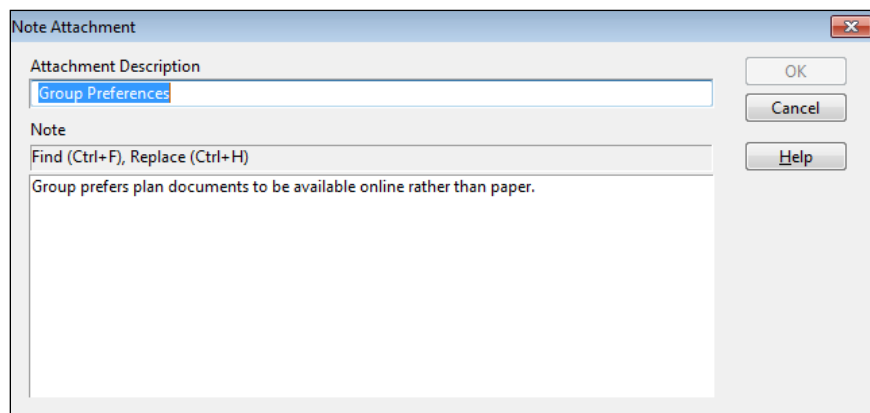 Note Attachment
Attachment Description
Group Preferences
Note
Find (Ctrl+F), Replace (Ctrl+H)
Group prefers plan documents to be available online rather than paper.
OK
Cancel
Help